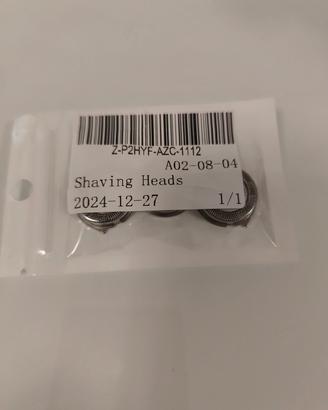 Z-P2HYF-AZC-1112
A02-08-04
Shaving Heads
2024-12-27 1/1